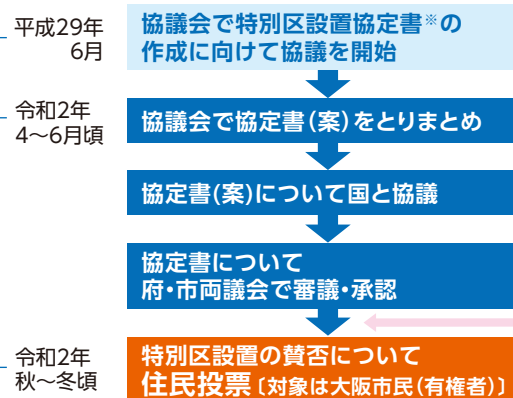 平成29年
6月
協議会で特別区設置協定書※の
作成に向けて協議を開始
令和2年
4〜6月頃
協議会で協定書(案)をとりまとめ
協定書(案)について国と協議
協定書について
府・市両議会で審議・承認
令和2年
秋〜冬頃
特別区設置の賛否について
住民投票〔対象は大阪市民(有権者)〕